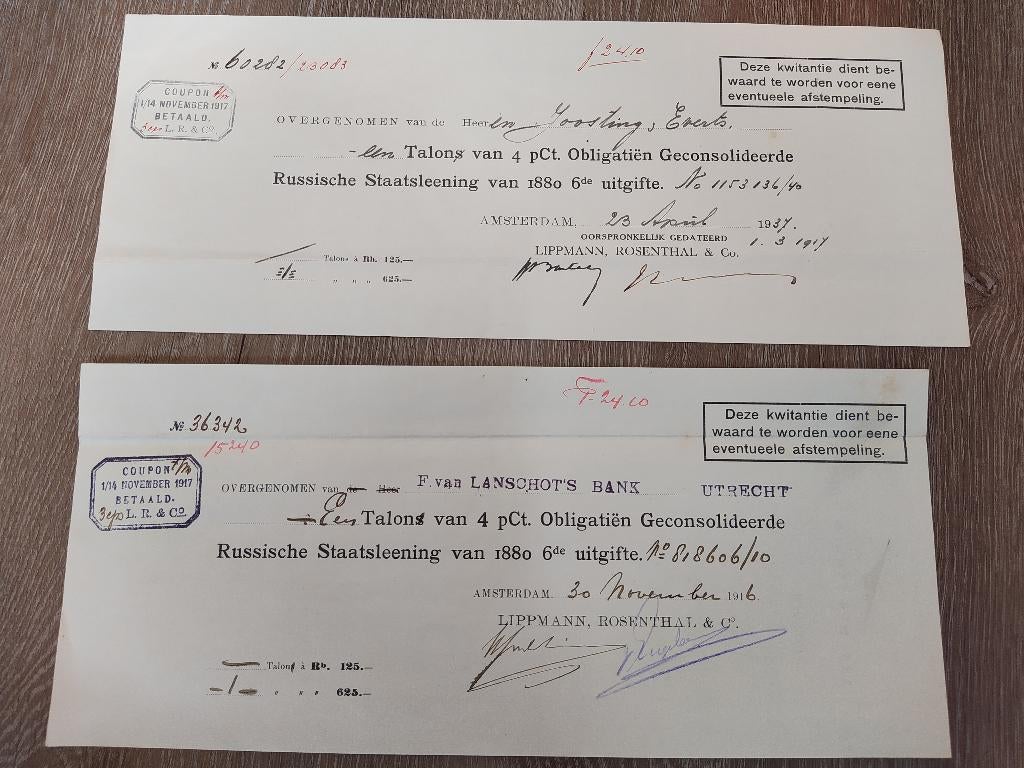 № 60282/23083
f 24.10
Deze kwitantie dient be-
waard te worden voor eene
eventueele afstempeling.
COUPON
1/14 NOVEMBER 1917
BETAALD.
L. R. & Co.
OVERGENOMEN van de Heeren Joosting, Everts.
een Talons van 4 pCt. Obligatiën Geconsolideerde
Russische Staatsleening van 1880 6de uitgifte. No 1153136/40
AMSTERDAM, 23 April 1937.
OORSPRONKELIJK GEDATEERD 1.3 1917
LIPPMANN, ROSENTHAL & Co.
Talons à Rb. 125.—
„ „ „ 625.—
F. 24.10
№ 36342
15240
Deze kwitantie dient be-
waard te worden voor eene
eventueele afstempeling.
COUPON t/m
1/14 NOVEMBER 1917
BETAALD.
L. R. & Co.
OVERGENOMEN van de Heer F. van LANSCHOT'S BANK UTRECHT
Een Talons van 4 pCt. Obligatiën Geconsolideerde
Russische Staatsleening van 1880 6de uitgifte. No 818606/10
AMSTERDAM. 30 November 1916.
LIPPMANN, ROSENTHAL & Co.
Talons à Rb. 125.—
-1- „ „ „ 625.—